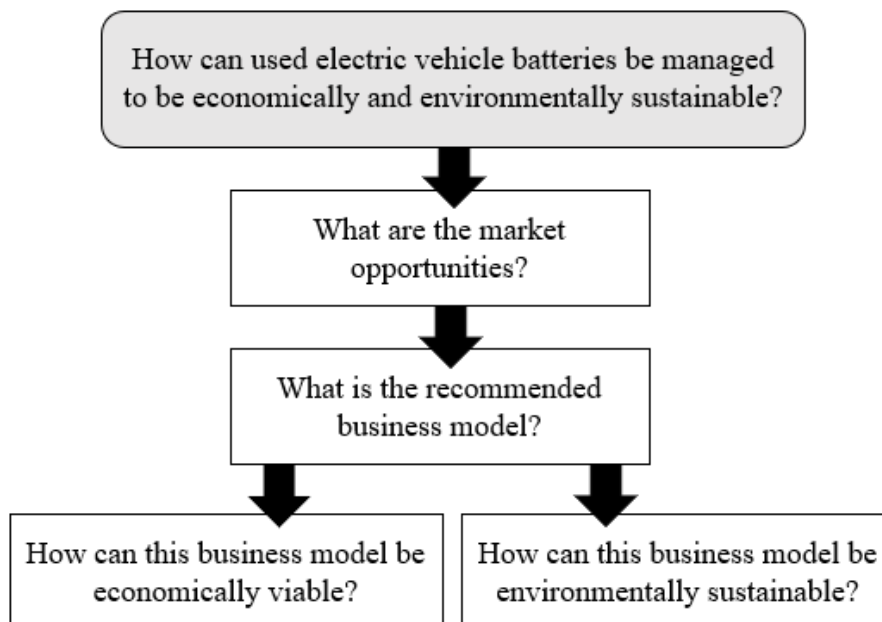 How can used electric vehicle batteries be managed
to be economically and environmentally sustainable?
What are the market
opportunities?
What is the recommended
business model?
How can this business model be
economically viable?
How can this business model be
environmentally sustainable?